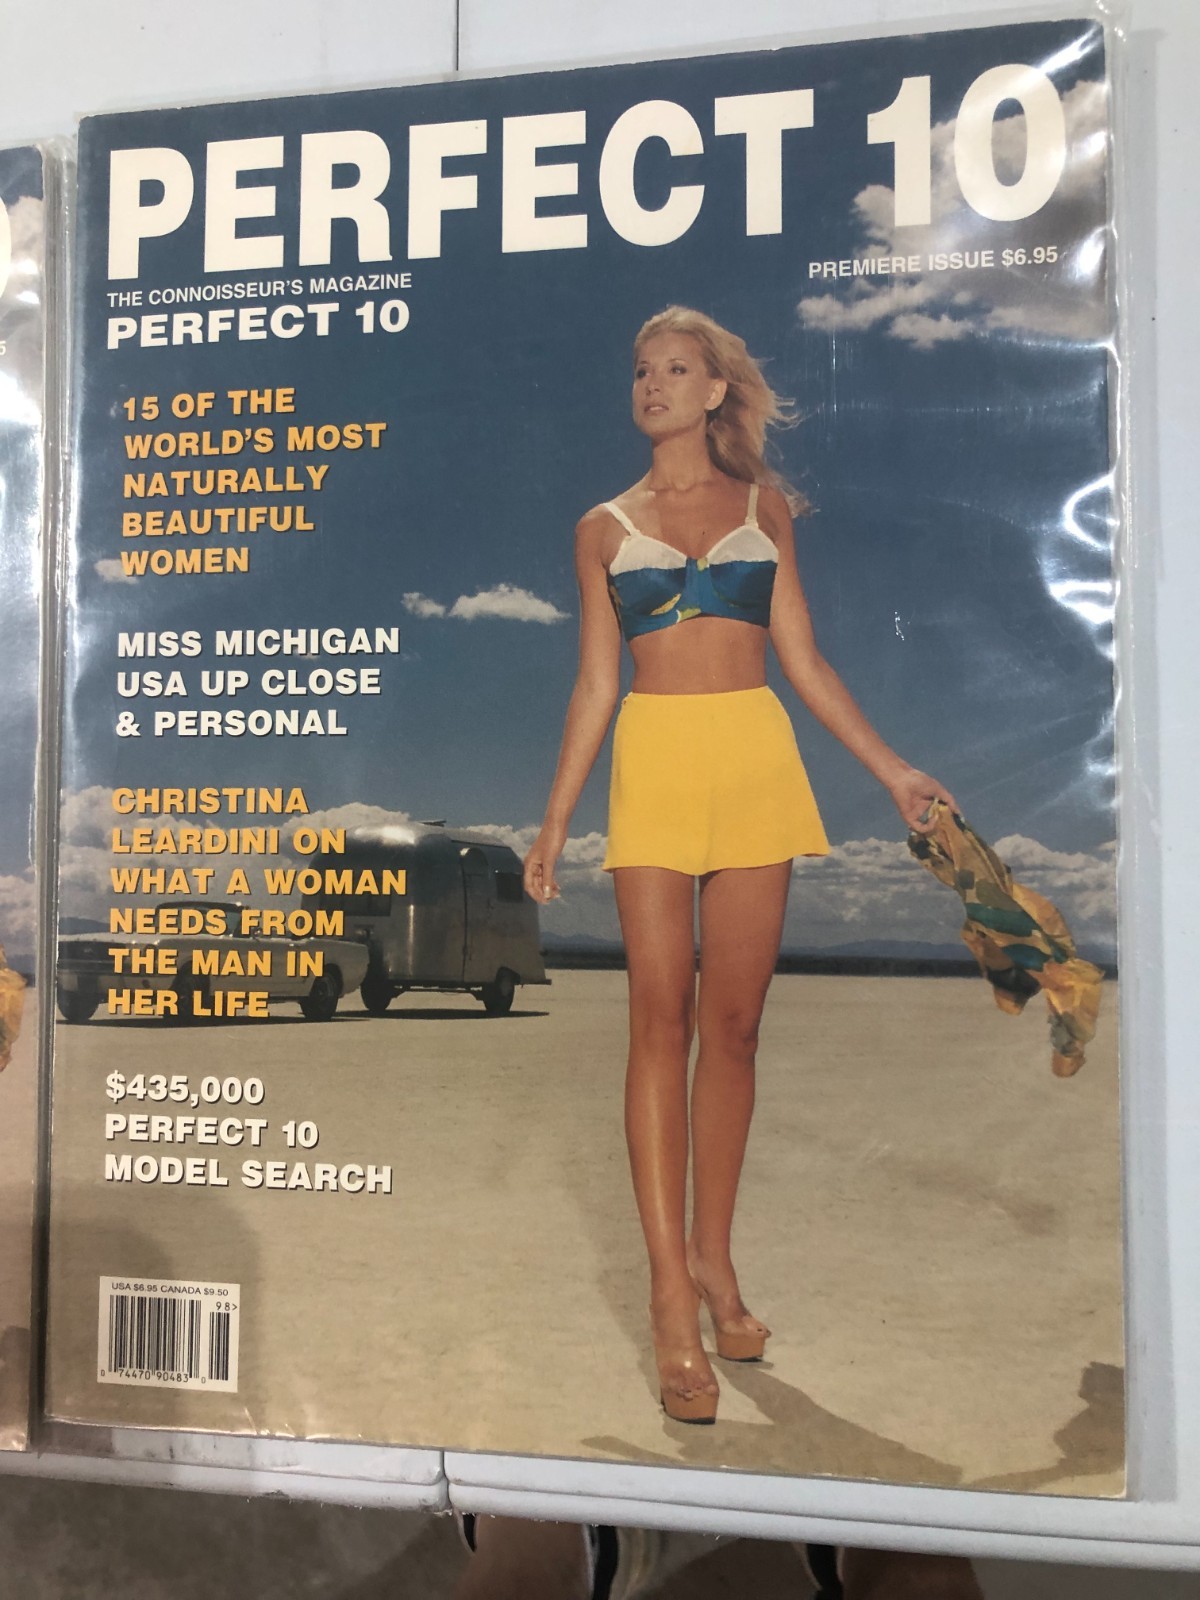 PERFECT 10
PREMIERE ISSUE $6.95
THE CONNOISSEUR'S MAGAZINE
PERFECT 10
15 OF THE
WORLD'S MOST
NATURALLY
BEAUTIFUL
WOMEN
MISS MICHIGAN
USA UP CLOSE
& PERSONAL
CHRISTINA
LEARDINI ON
WHAT A WOMAN
NEEDS FROM
THE MAN IN
HER LIFE
$435,000
PERFECT 10
MODEL SEARCH
USA $6.95 CANADA $9.50
98>
0 74470 90483 0